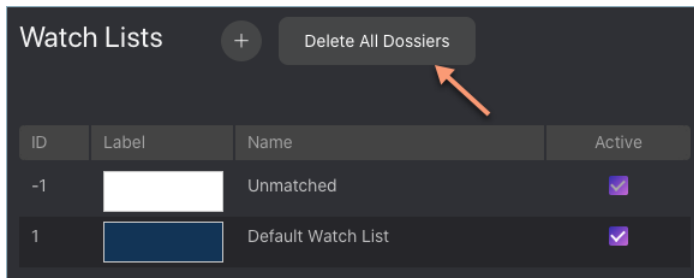 Watch Lists + Delete All Dossiers
ID Label Name Active
-1 Unmatched
1 Default Watch List